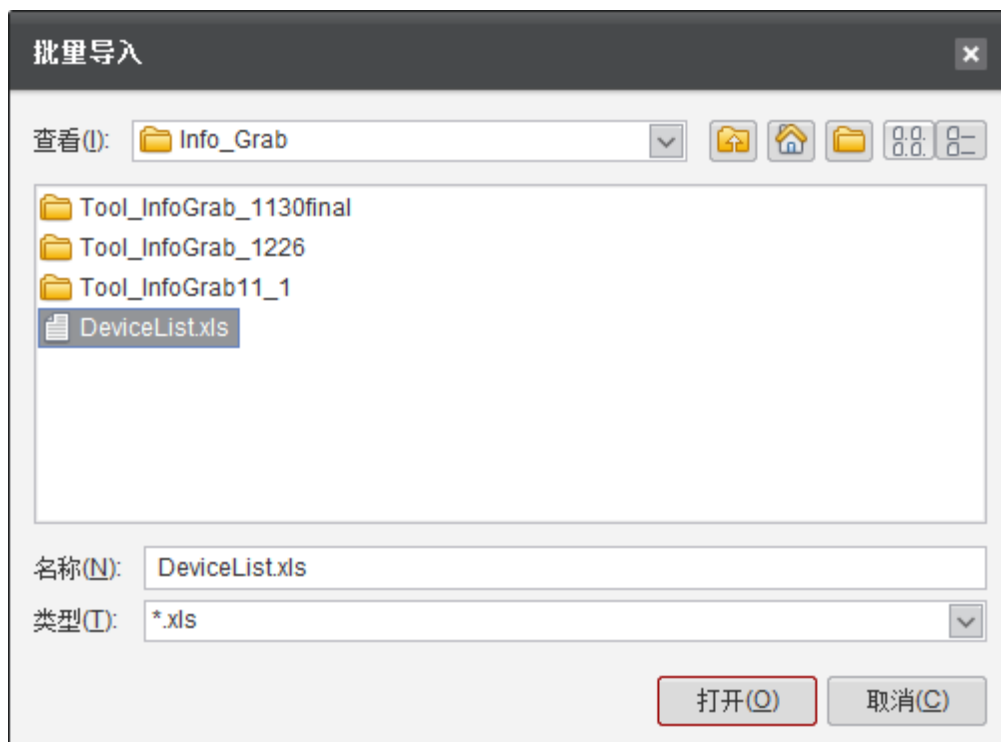 批量导入
查看(I): Info_Grab
Tool_InfoGrab_1130final
Tool_InfoGrab_1226
Tool_InfoGrab11_1
DeviceList.xls
名称(N): DeviceList.xls
类型(T): *.xls
打开(O) 取消(C)